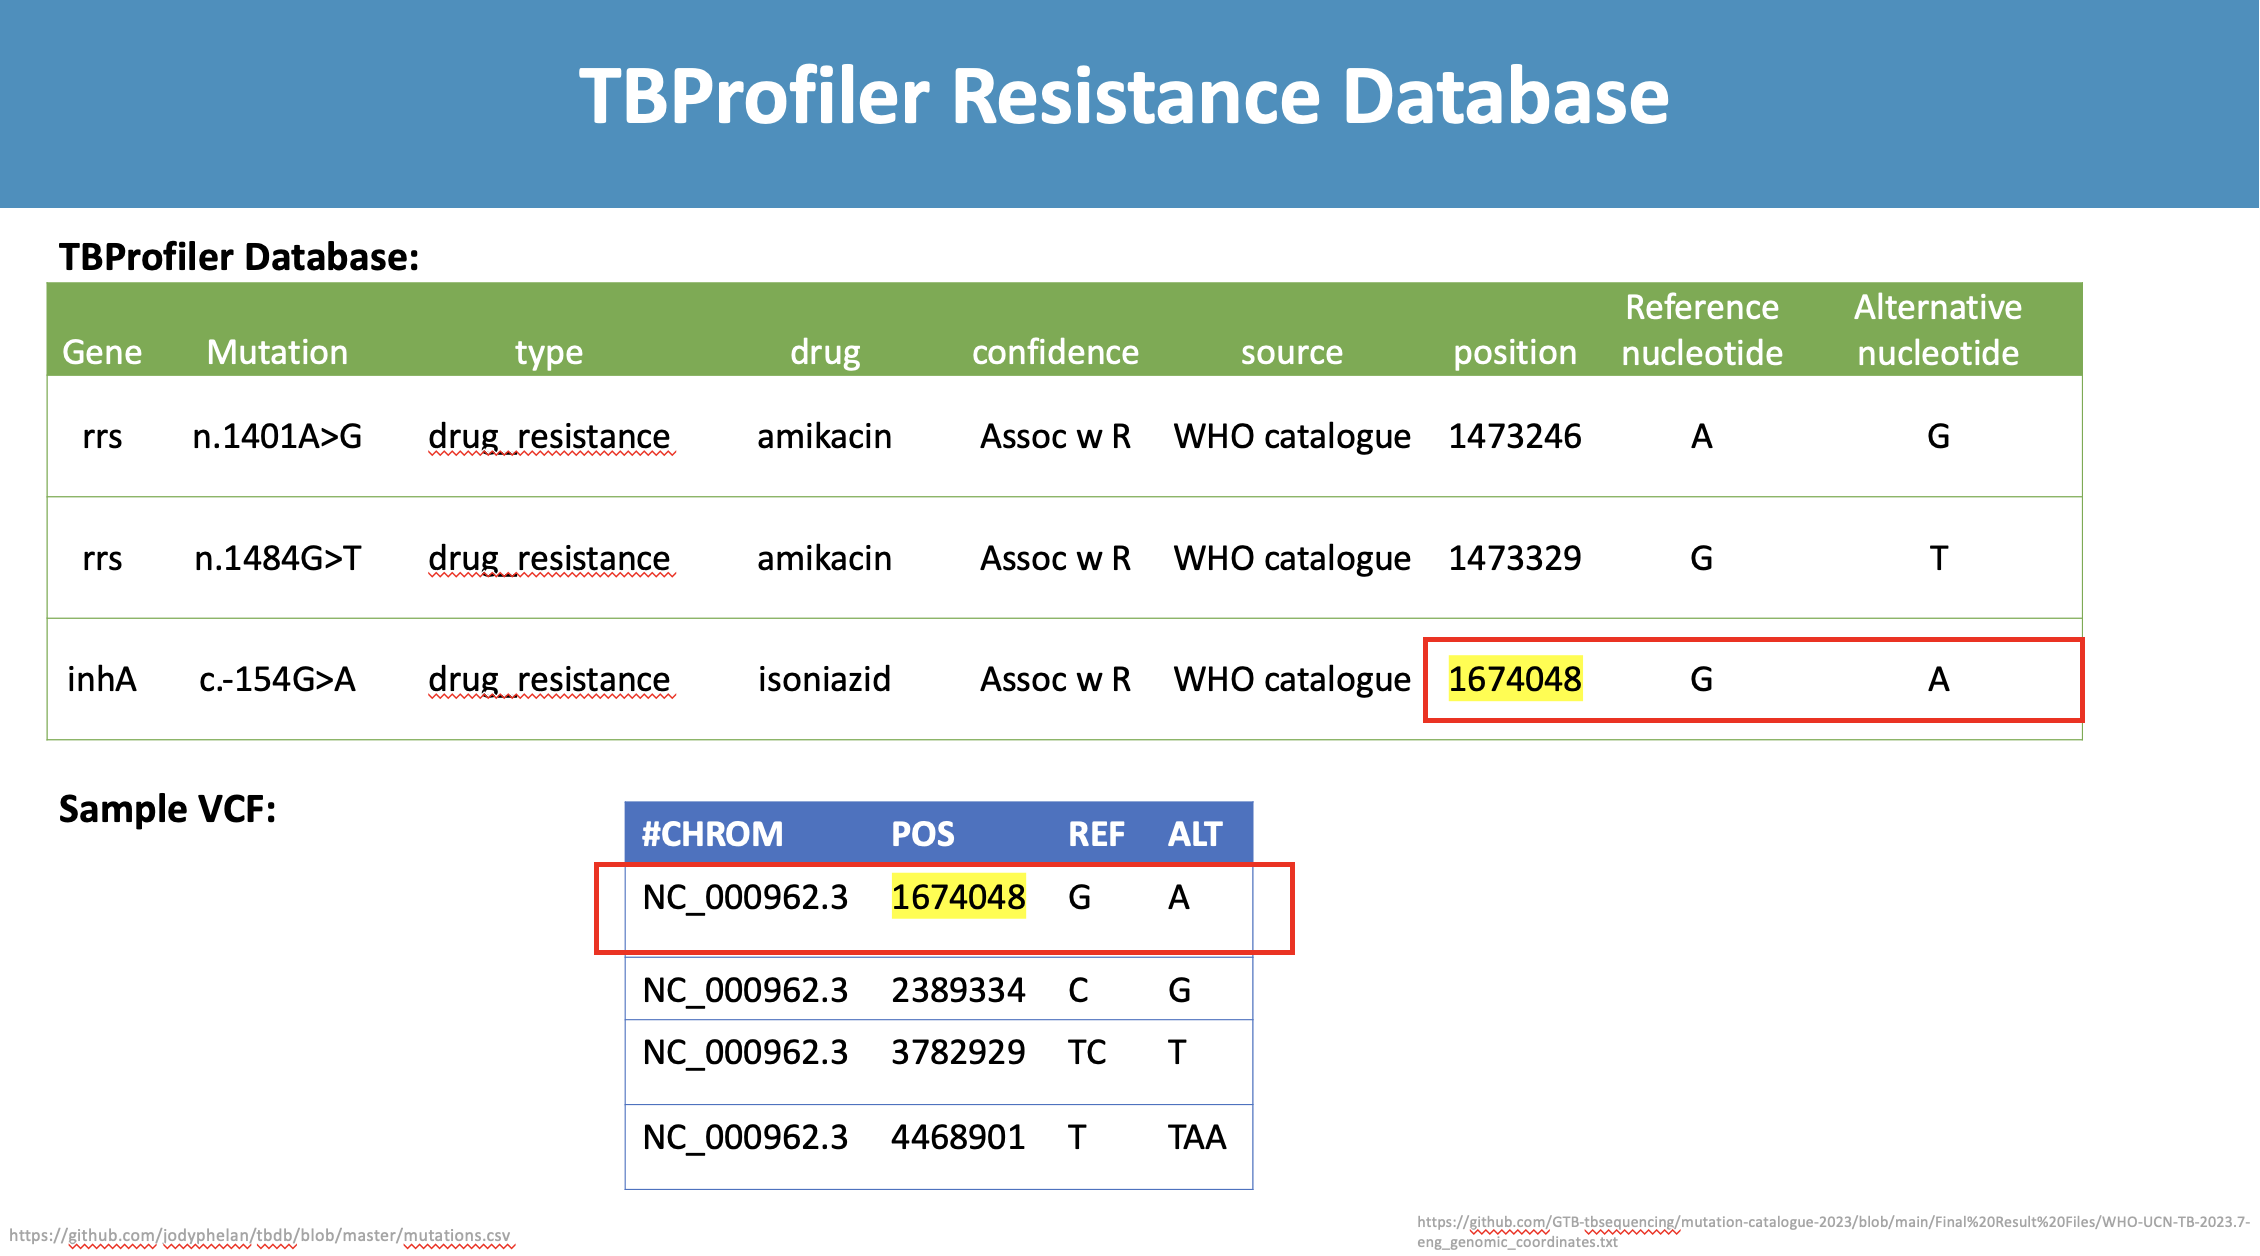 TBProfiler Resistance Database
TBProfiler Database:
Gene Mutation type drug confidence source position Reference nucleotide Alternative nucleotide
rrs n.1401A>G drug_resistance amikacin Assoc w R WHO catalogue 1473246 A G
rrs n.1484G>T drug_resistance amikacin Assoc w R WHO catalogue 1473329 G T
inhA c.-154G>A drug_resistance isoniazid Assoc w R WHO catalogue 1674048 G A
Sample VCF:
#CHROM POS REF ALT
NC_000962.3 1674048 G A
NC_000962.3 2389334 C G
NC_000962.3 3782929 TC T
NC_000962.3 4468901 T TAA
https://github.com/jodyphelan/tbdb/blob/master/mutations.csv
https://github.com/GTB-tbsequencing/mutation-catalogue-2023/blob/main/Final%20Result%20Files/WHO-UCN-TB-2023.7-
eng_genomic_coordinates.txt